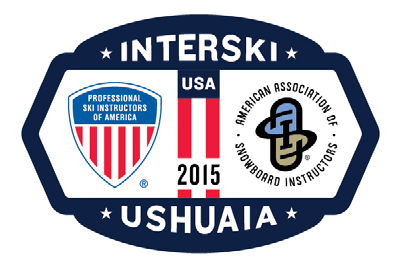 INTERSKI
USA
PROFESSIONAL
SKI INSTRUCTORS
OF AMERICA
®
2015
AMERICAN ASSOCIATION OF
SNOWBOARD INSTRUCTORS
®
USHUAIA